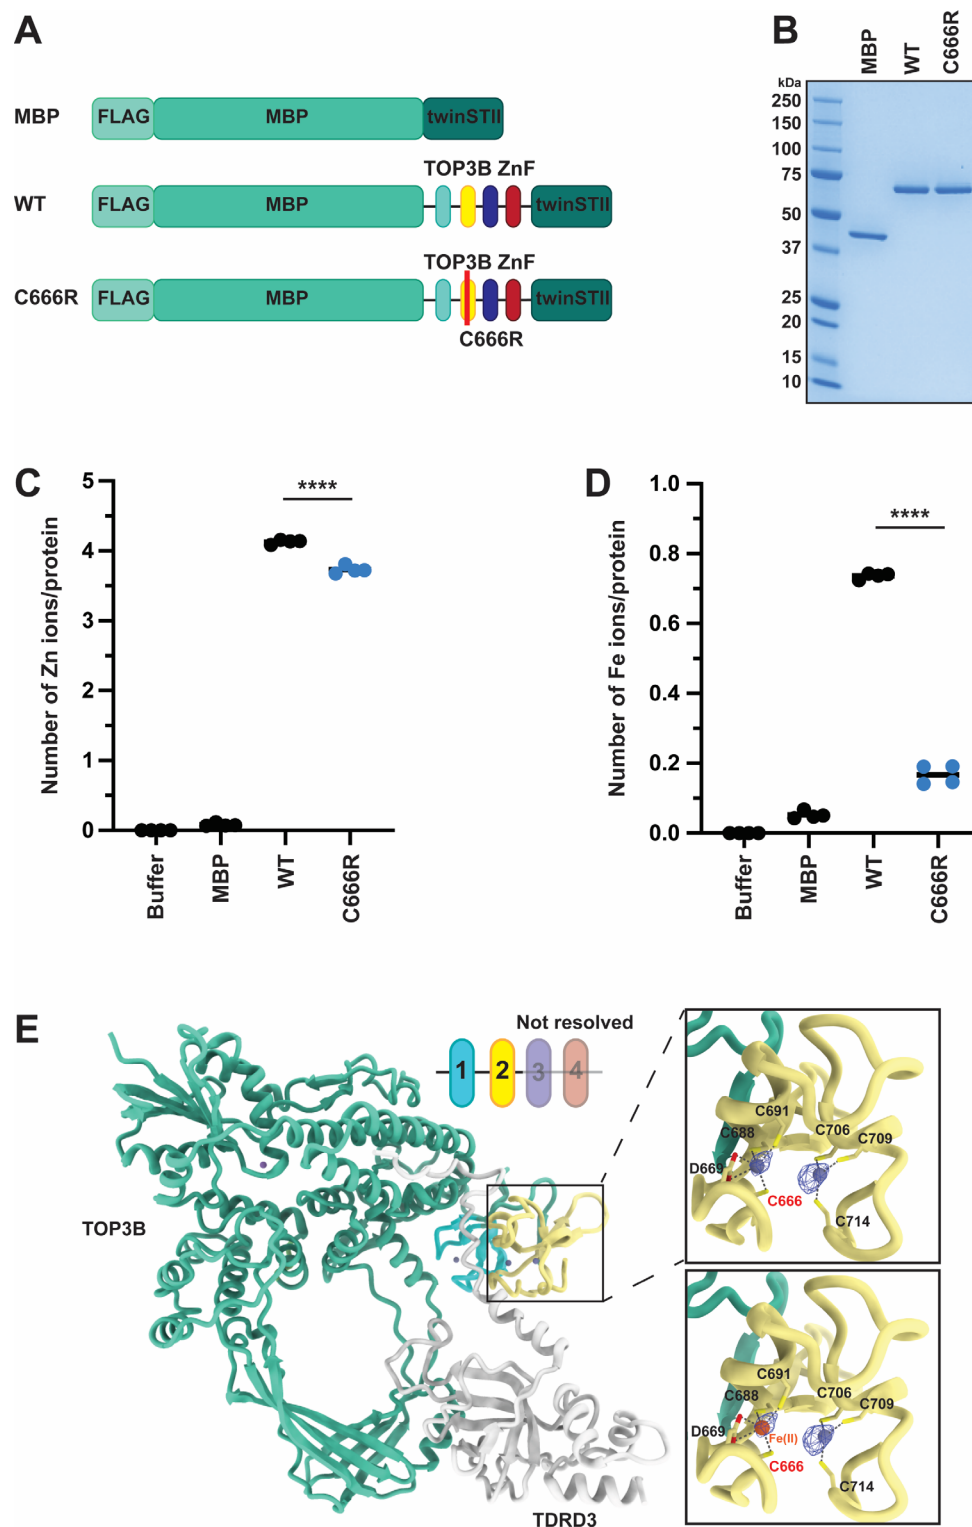 A
MBP
FLAG
MBP
twinSTII
TOP3B ZnF
WT
FLAG
MBP
twinSTII
TOP3B ZnF
C666R
FLAG
MBP
twinSTII
C666R
B
MBP
WT
C666R
kDa
250
150
100
75
50
37
25
20
15
10
C
Number of Zn ions/protein
5
4
3
2
1
0
****
Buffer
MBP
WT
C666R
D
Number of Fe ions/protein
1.0
0.8
0.6
0.4
0.2
0.0
****
Buffer
MBP
WT
C666R
E
Not resolved
1
2
3
4
TOP3B
TDRD3
C691
C688
C706
C709
D669
C666
C714
C691
C688
C706
C709
D669
Fe(II)
C666
C714